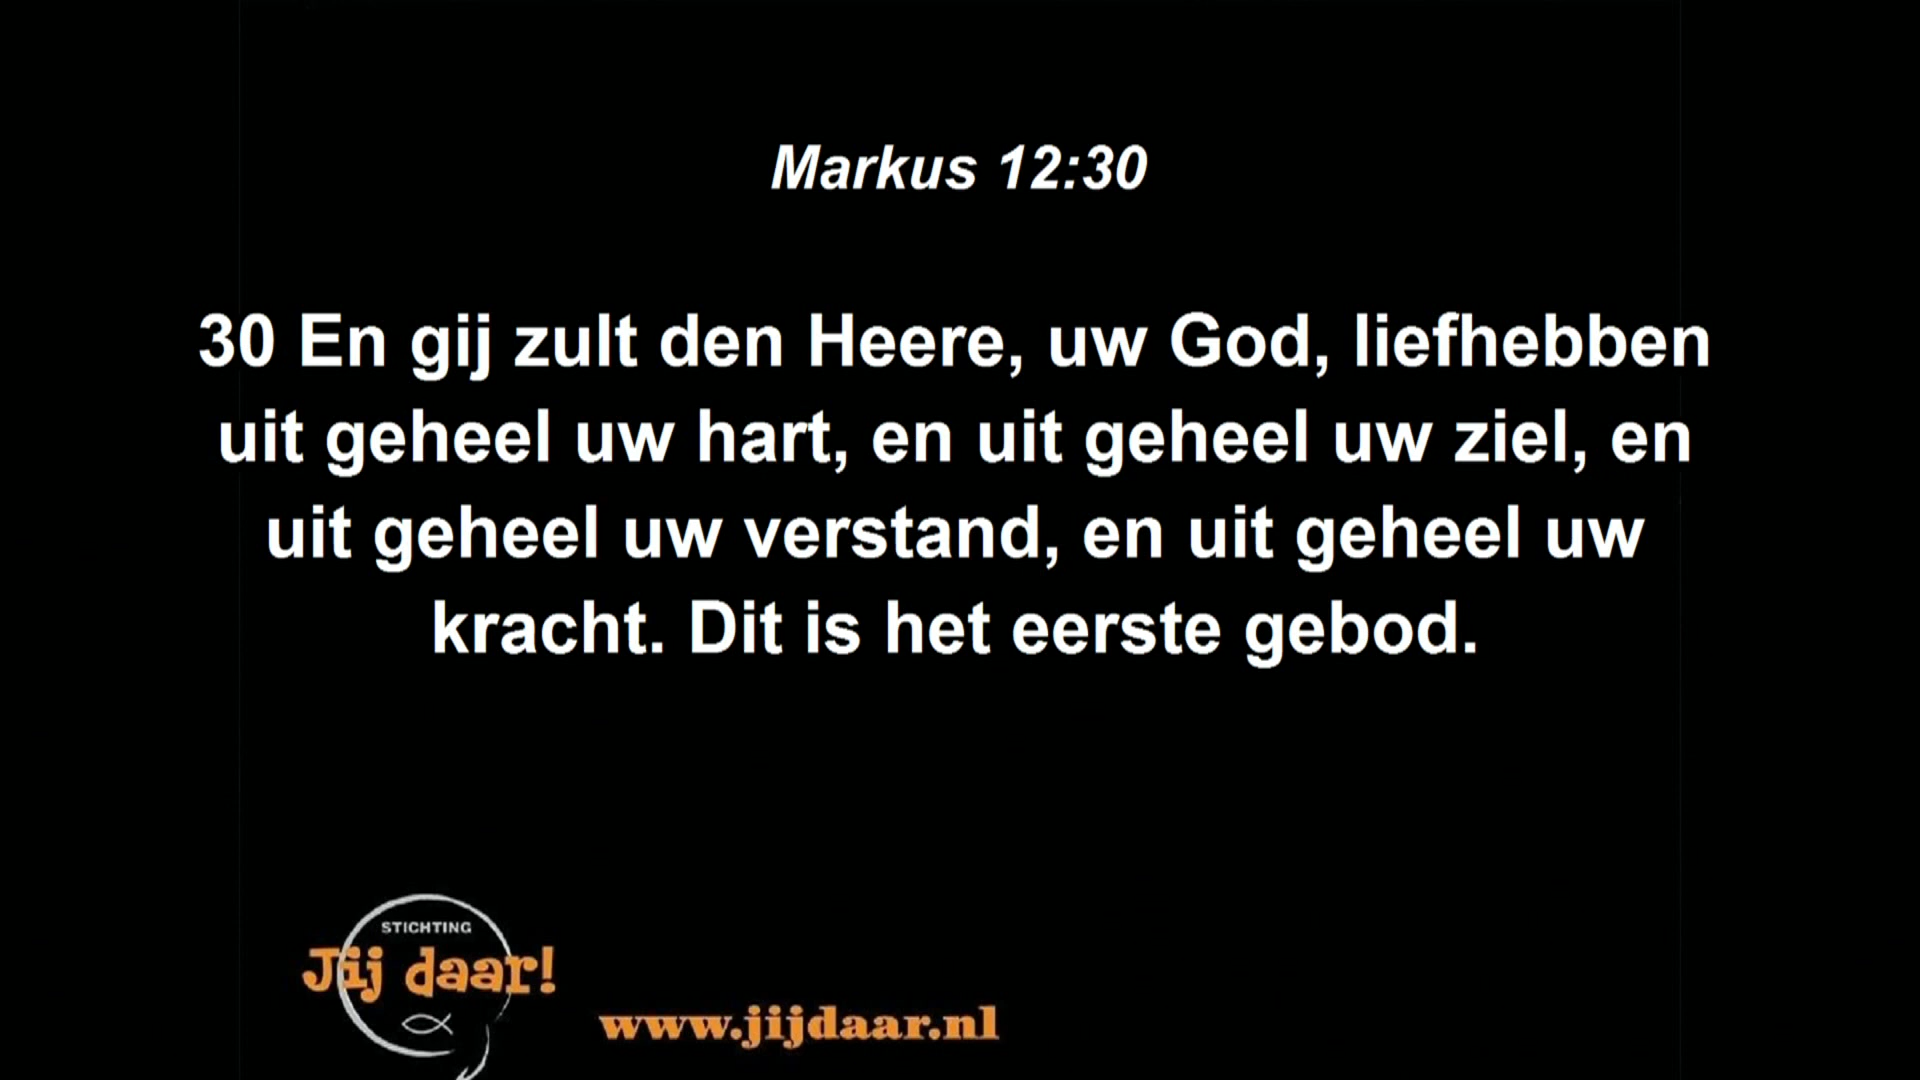 Markus 12:30
30 En gij zult den Heere, uw God, liefhebben
uit geheel uw hart, en uit geheel uw ziel, en
uit geheel uw verstand, en uit geheel uw
kracht. Dit is het eerste gebod.
STICHTING
Jij daar!
www.jijdaar.nl